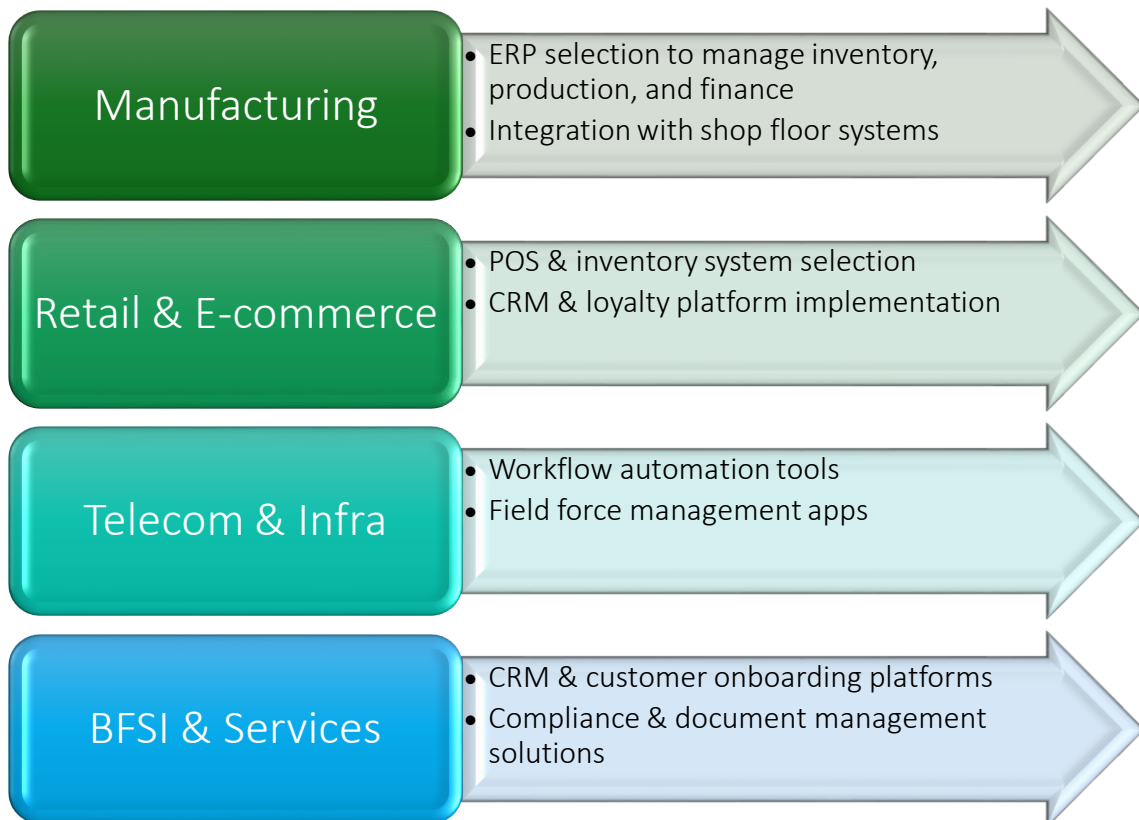 Manufacturing
• ERP selection to manage inventory,
production, and finance
• Integration with shop floor systems
Retail & E-commerce
• POS & inventory system selection
• CRM & loyalty platform implementation
Telecom & Infra
• Workflow automation tools
• Field force management apps
BFSI & Services
• CRM & customer onboarding platforms
• Compliance & document management
solutions